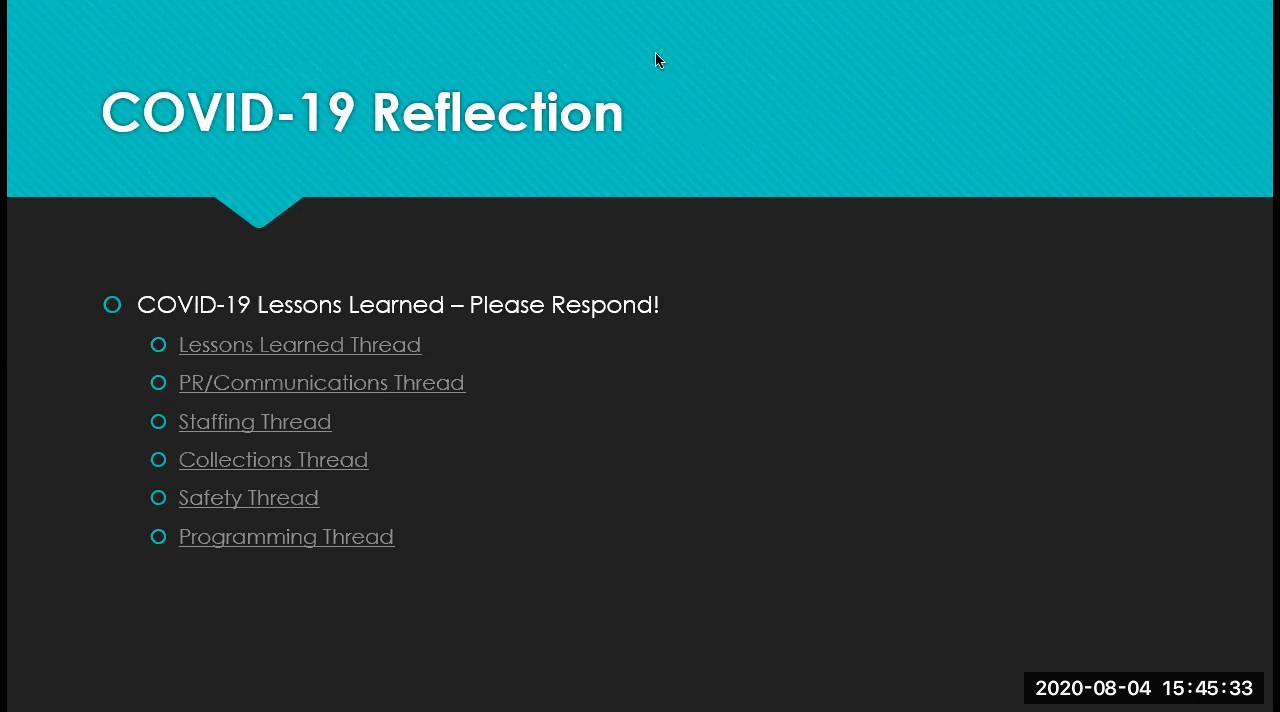 COVID-19 Reflection
COVID-19 Lessons Learned – Please Respond!
Lessons Learned Thread
PR/Communications Thread
Staffing Thread
Collections Thread
Safety Thread
Programming Thread
2020-08-04 15:45:33